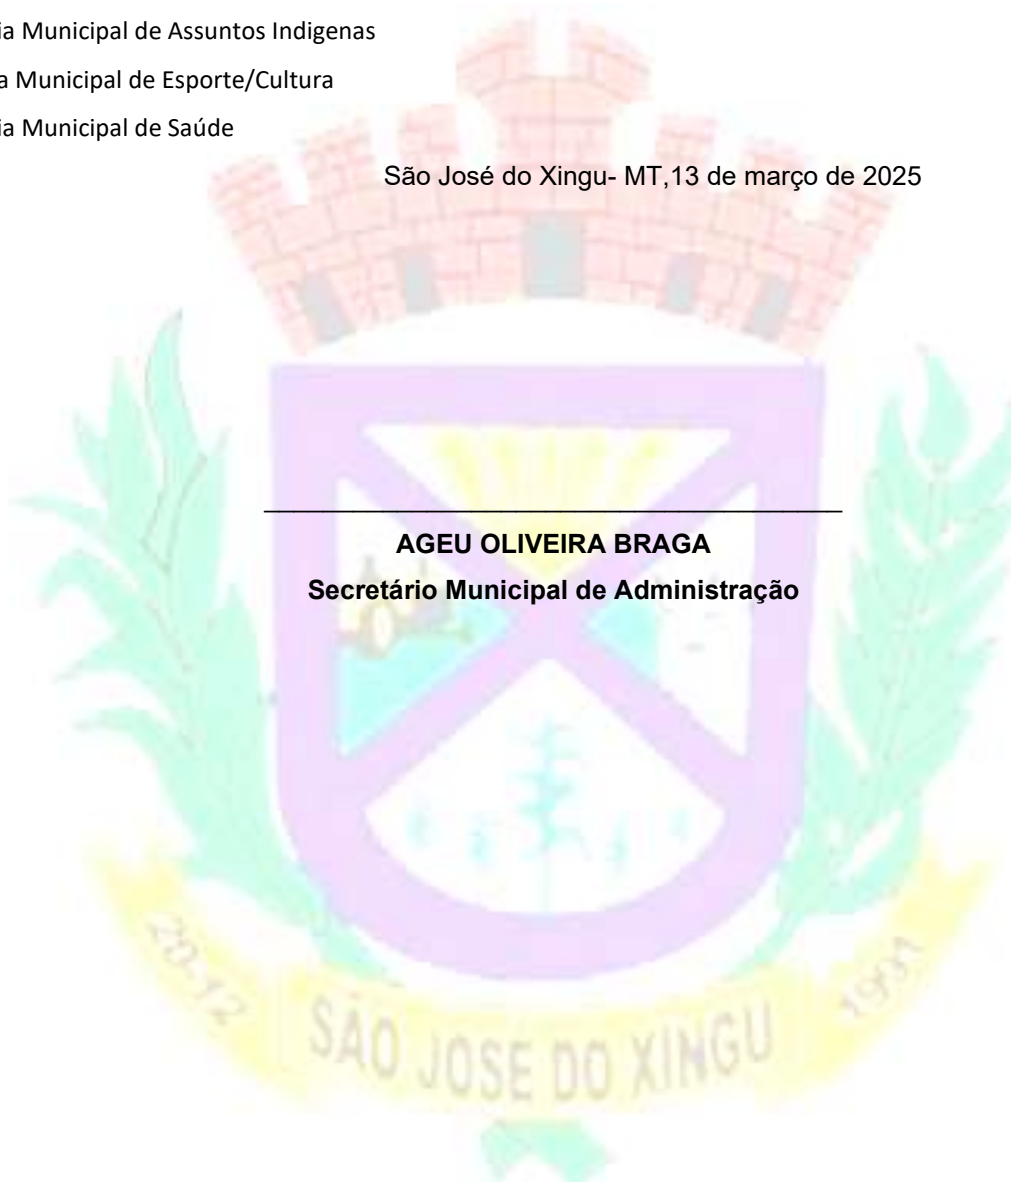 ia Municipal de Assuntos Indigenas
a Municipal de Esporte/Cultura
ia Municipal de Saúde
São José do Xingu- MT,13 de março de 2025
AGEU OLIVEIRA BRAGA
Secretário Municipal de Administração
20-12
SÃO JOSE DO XINGU